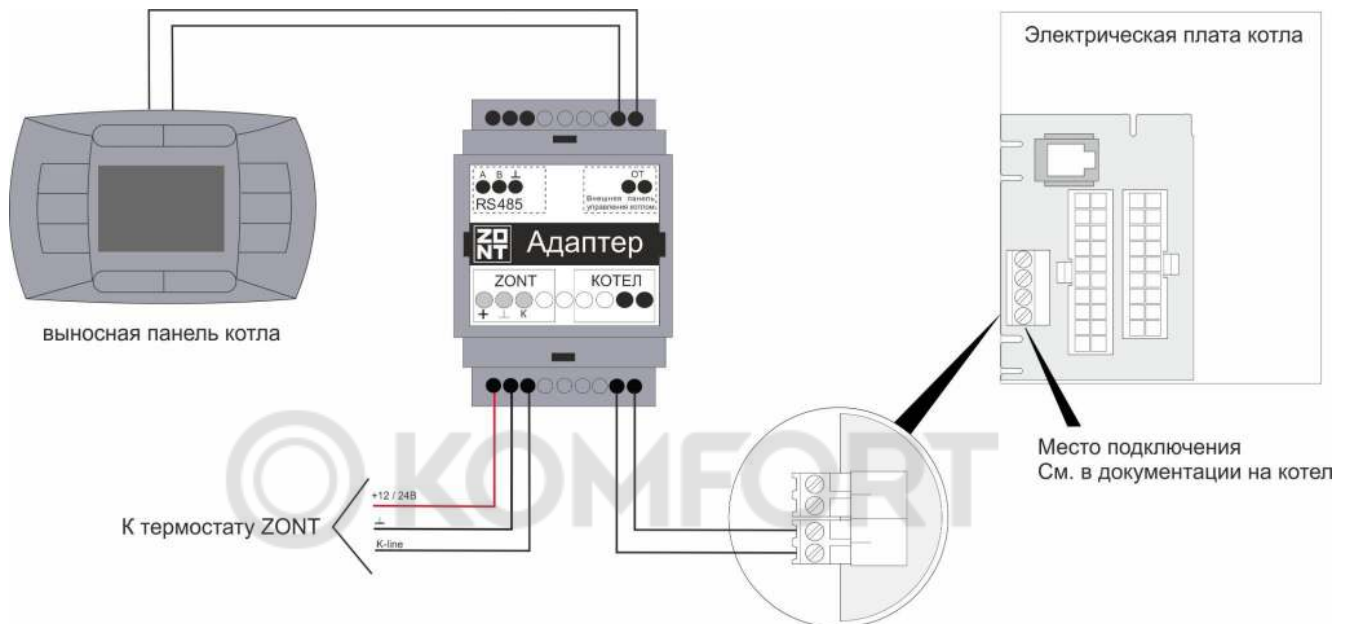 Электрическая плата котла
A B ⊥
OT
RS485
Внешняя панель
управления котлом
ZONT
Адаптер
ZONT КОТЕЛ
+ ⊥ K
выносная панель котла
Место подключения
См. в документации на котел
KOMFORT
+12 / 24В
⊥
K-line
К термостату ZONT